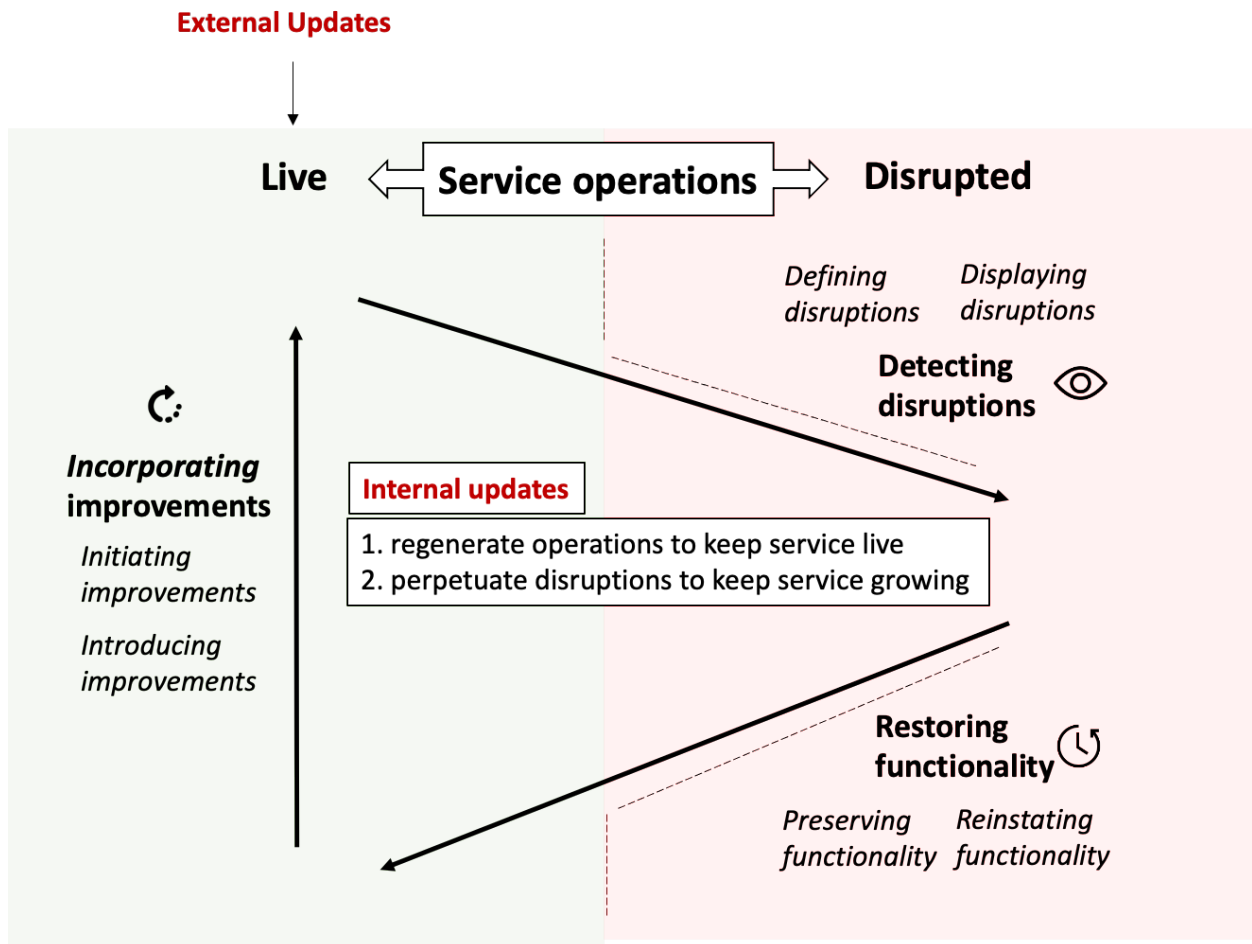 External Updates
Live
Service operations
Disrupted
Defining
disruptions
Displaying
disruptions
Detecting
disruptions
Incorporating
improvements
Initiating
improvements
Introducing
improvements
Internal updates
1. regenerate operations to keep service live
2. perpetuate disruptions to keep service growing
Restoring
functionality
Preserving
functionality
Reinstating
functionality